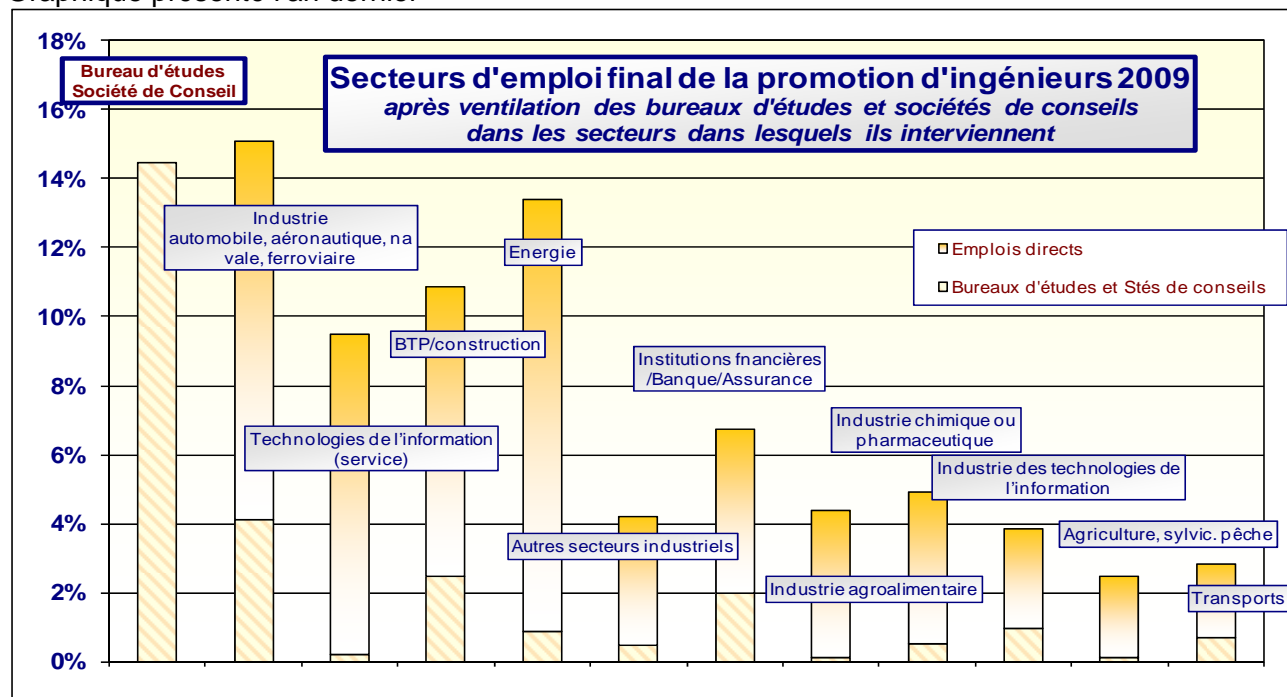 Graphique présenté l'an dernier
18%
16%
14%
12%
10%
8%
6%
4%
2%
0%
Bureau d'études
Société de Conseil
Secteurs d'emploi final de la promotion d'ingénieurs 2009
après ventilation des bureaux d'études et sociétés de conseils
dans les secteurs dans lesquels ils interviennent
Industrie
automobile, aéronautique, na
vale, ferroviaire
Energie
Emplois directs
Bureaux d'études et Stés de conseils
BTP/construction
Institutions fnancières
/Banque/Assurance
Technologies de l'information
(service)
Industrie chimique ou
pharmaceutique
Industrie des technologies de
l'information
Autres secteurs industriels
Agriculture, sylvic. pêche
Industrie agroalimentaire
Transports